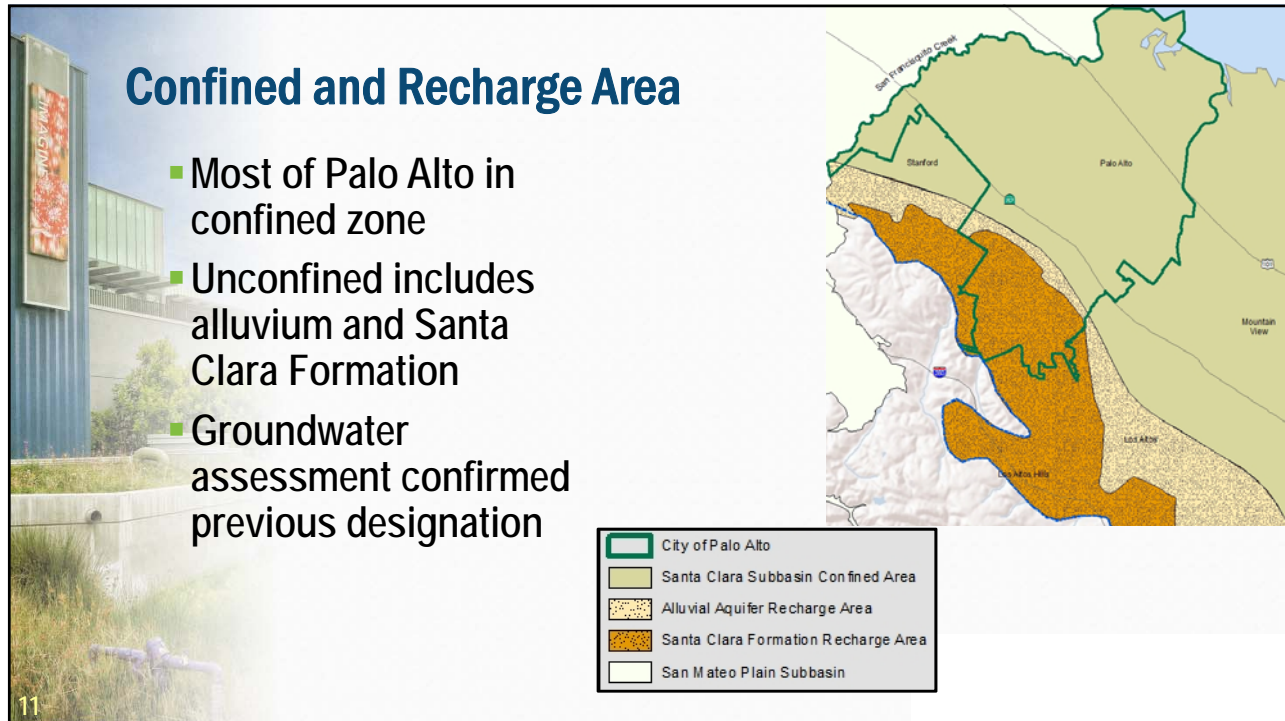 IMAGINE
Confined and Recharge Area
Most of Palo Alto in
confined zone
Unconfined includes
alluvium and Santa
Clara Formation
Groundwater
assessment confirmed
previous designation
San Francisquito Creek
Stanford
Palo Alto
Mountain
View
280
Los Altos
Los Altos Hills
City of Palo Alto
Santa Clara Subbasin Confined Area
Alluvial Aquifer Recharge Area
Santa Clara Formation Recharge Area
San Mateo Plain Subbasin
11